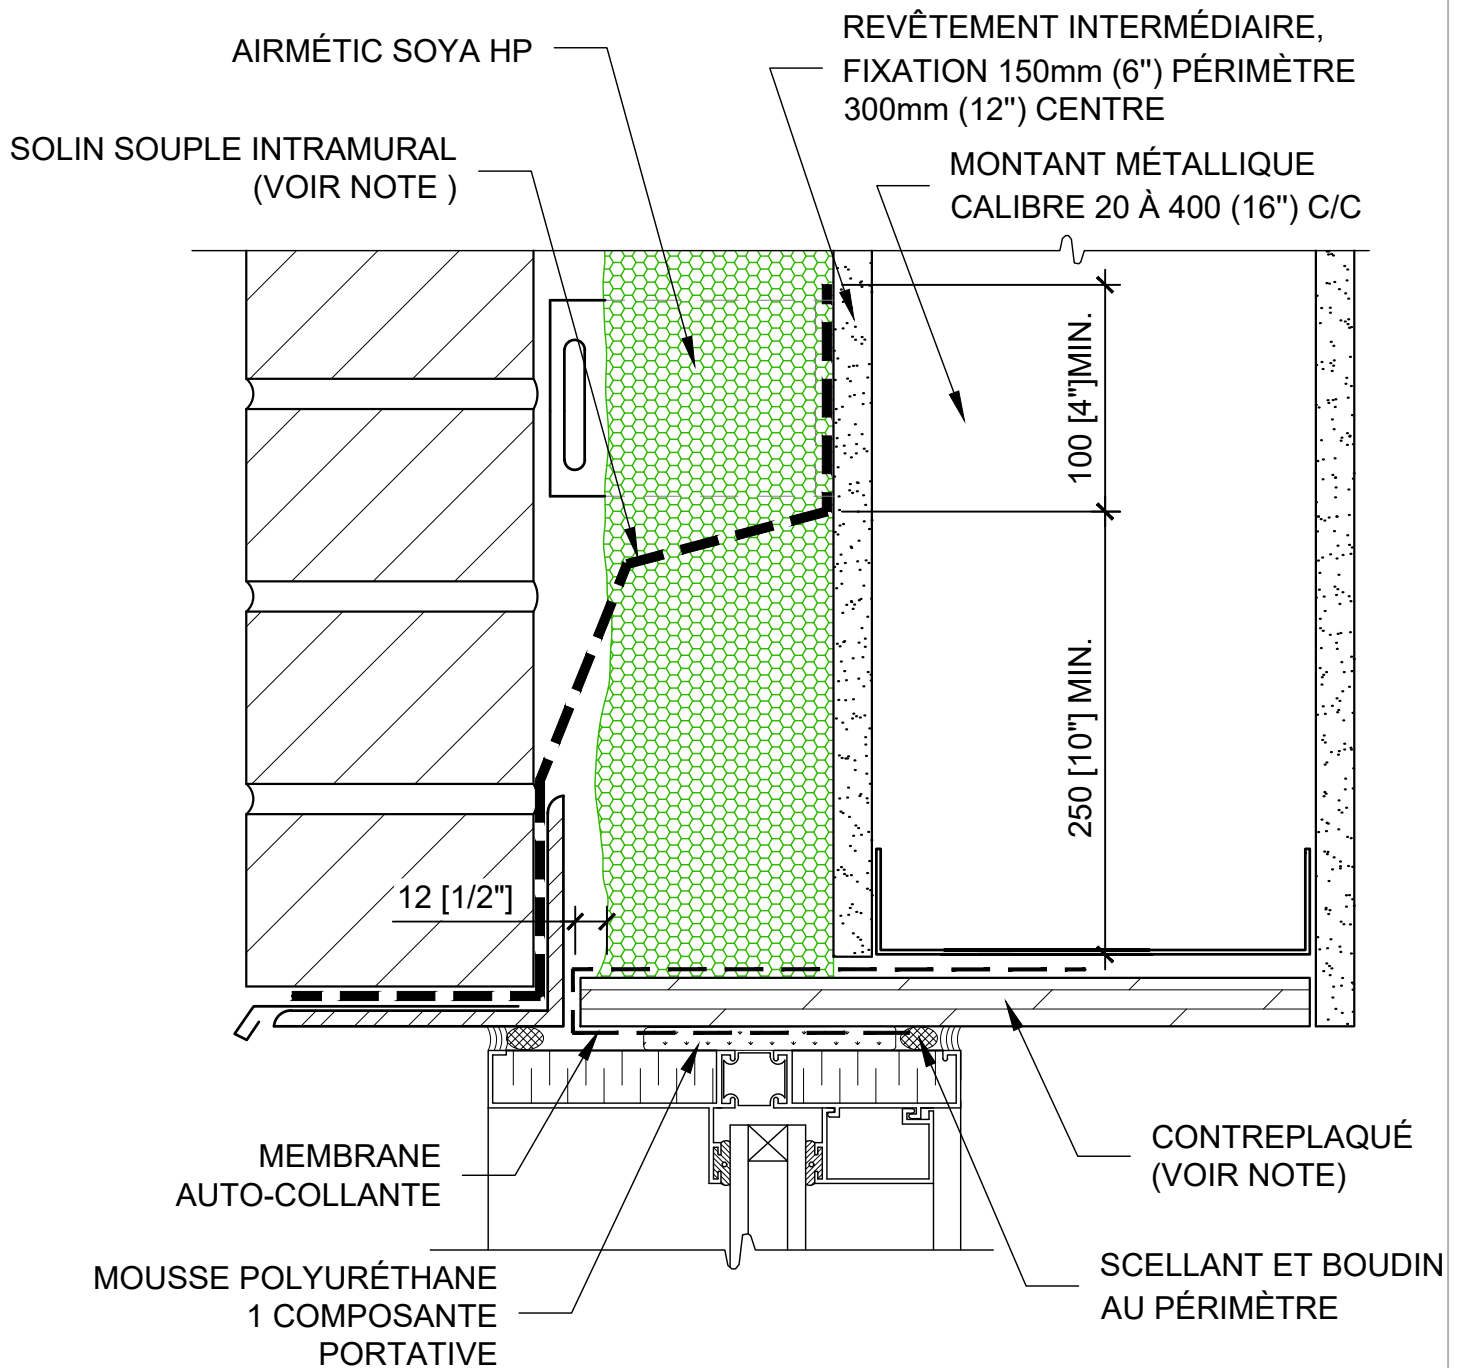 AIRMÉTIC SOYA HP
REVÊTEMENT INTERMÉDIAIRE,
FIXATION 150mm (6") PÉRIMÈTRE
300mm (12") CENTRE
SOLIN SOUPLE INTRAMURAL
(VOIR NOTE )
MONTANT MÉTALLIQUE
CALIBRE 20 À 400 (16") C/C
100 [4"]MIN.
250 [10"] MIN.
12 [1/2"]
MEMBRANE
AUTO-COLLANTE
CONTREPLAQUÉ
(VOIR NOTE)
MOUSSE POLYURÉTHANE
1 COMPOSANTE
PORTATIVE
SCELLANT ET BOUDIN
AU PÉRIMÈTRE